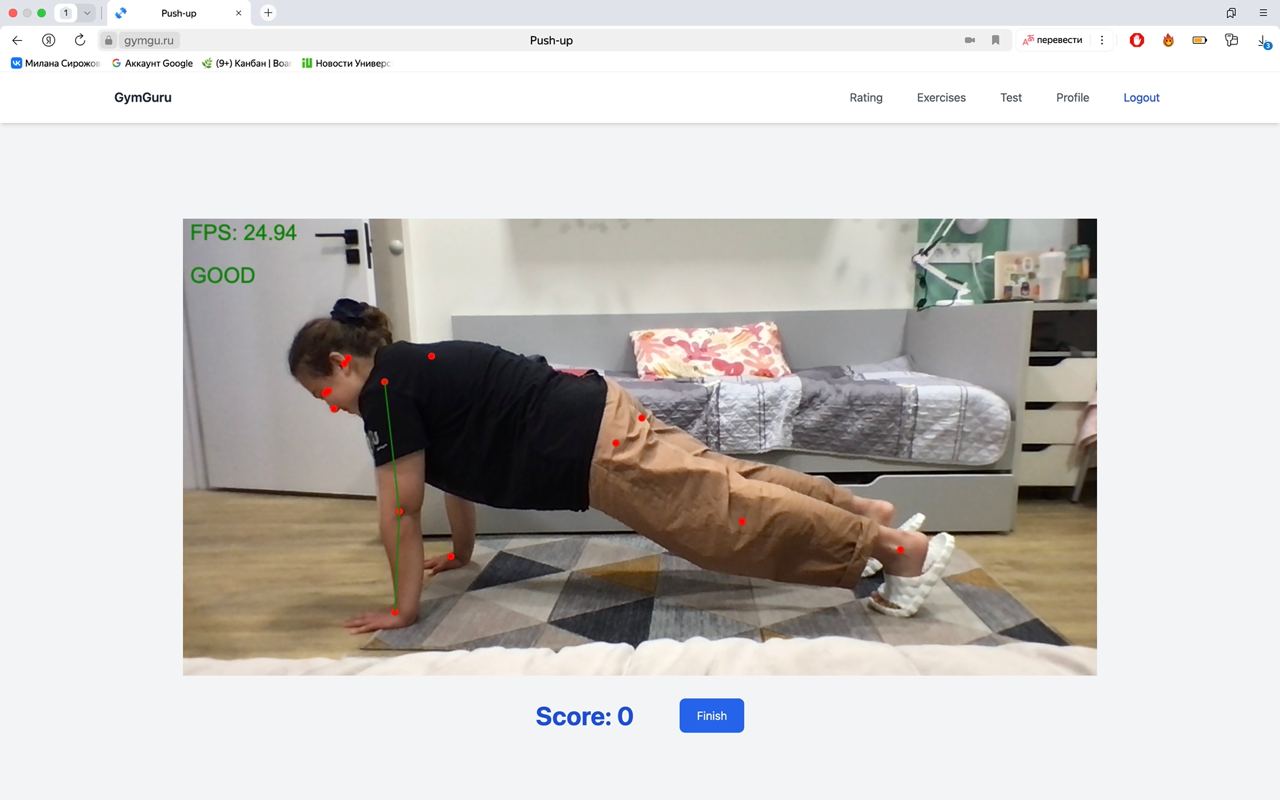 1
Push-up
gymgu.ru
Push-up
перевести
3
Милана Сирожов
Аккаунт Google
(9+) Канбан | Boa
Новости Универс
GymGuru
Rating
Exercises
Test
Profile
Logout
FPS: 24.94
GOOD
Score: 0
Finish